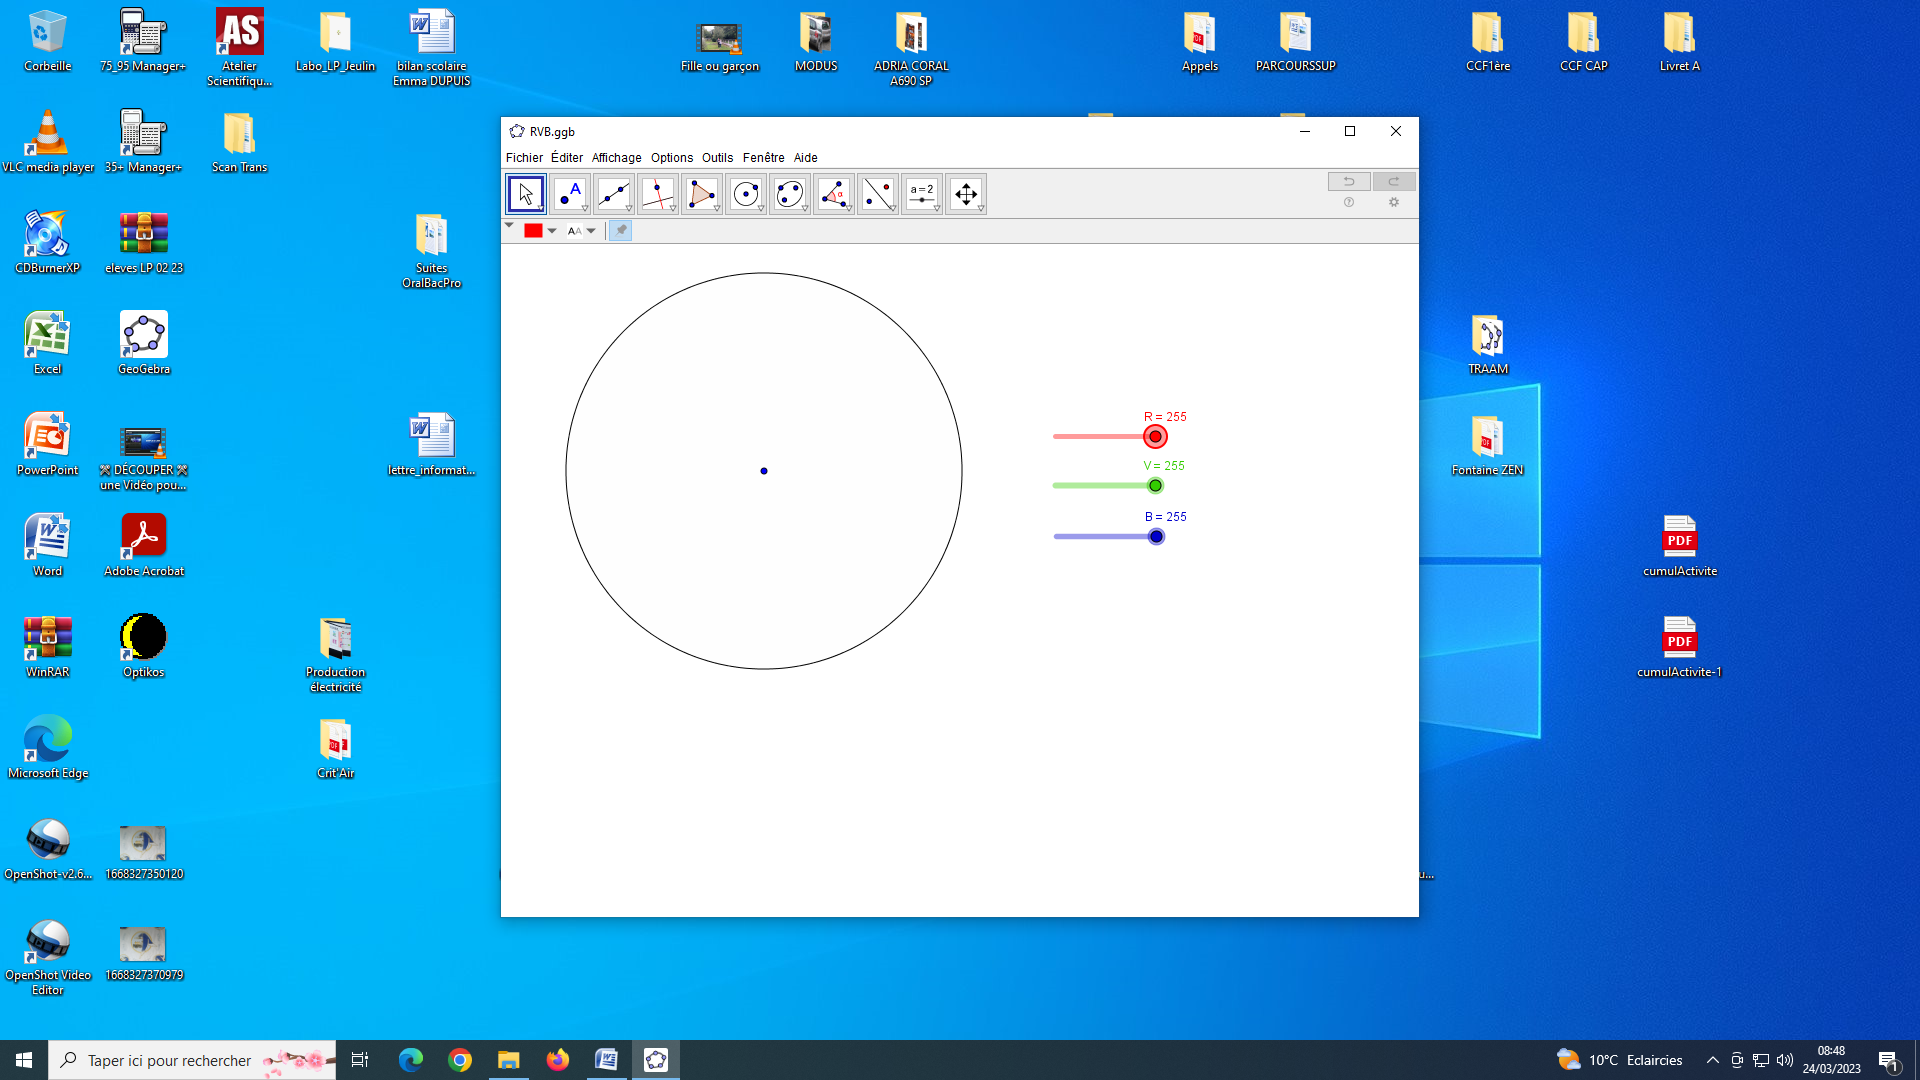 Corbeille
75_95 Manager+
AS
Atelier
Scientifiqu...
Labo_LP_Jeulin
bilan scolaire
Emma DUPUIS
Fille ou garçon
MODUS
ADRIA CORAL
A690 SP
Appels
PARCOURSSUP
CCF1ère
CCF CAP
Livret A
VLC media player
35+ Manager+
Scan Trans
CDBurnerXP
eleves LP 02 23
Suites
OralBacPro
Excel
GeoGebra
PowerPoint
DÉCOUPER
une Vidéo pou...
lettre_informat...
Word
Adobe Acrobat
WinRAR
Optikos
Production
électricité
Microsoft Edge
Crit'Air
OpenShot-v2.6...
1668327350120
OpenShot Video
Editor
1668327370979
RVB.ggb
Fichier Éditer Affichage Options Outils Fenêtre Aide
A
α
a=2
AA
R = 255
V = 255
B = 255
TRAAM
Fontaine ZEN
PDF
cumulActivite
PDF
cumulActivite-1
u...
Taper ici pour rechercher
10°C Eclaircies
08:48
24/03/2023
1